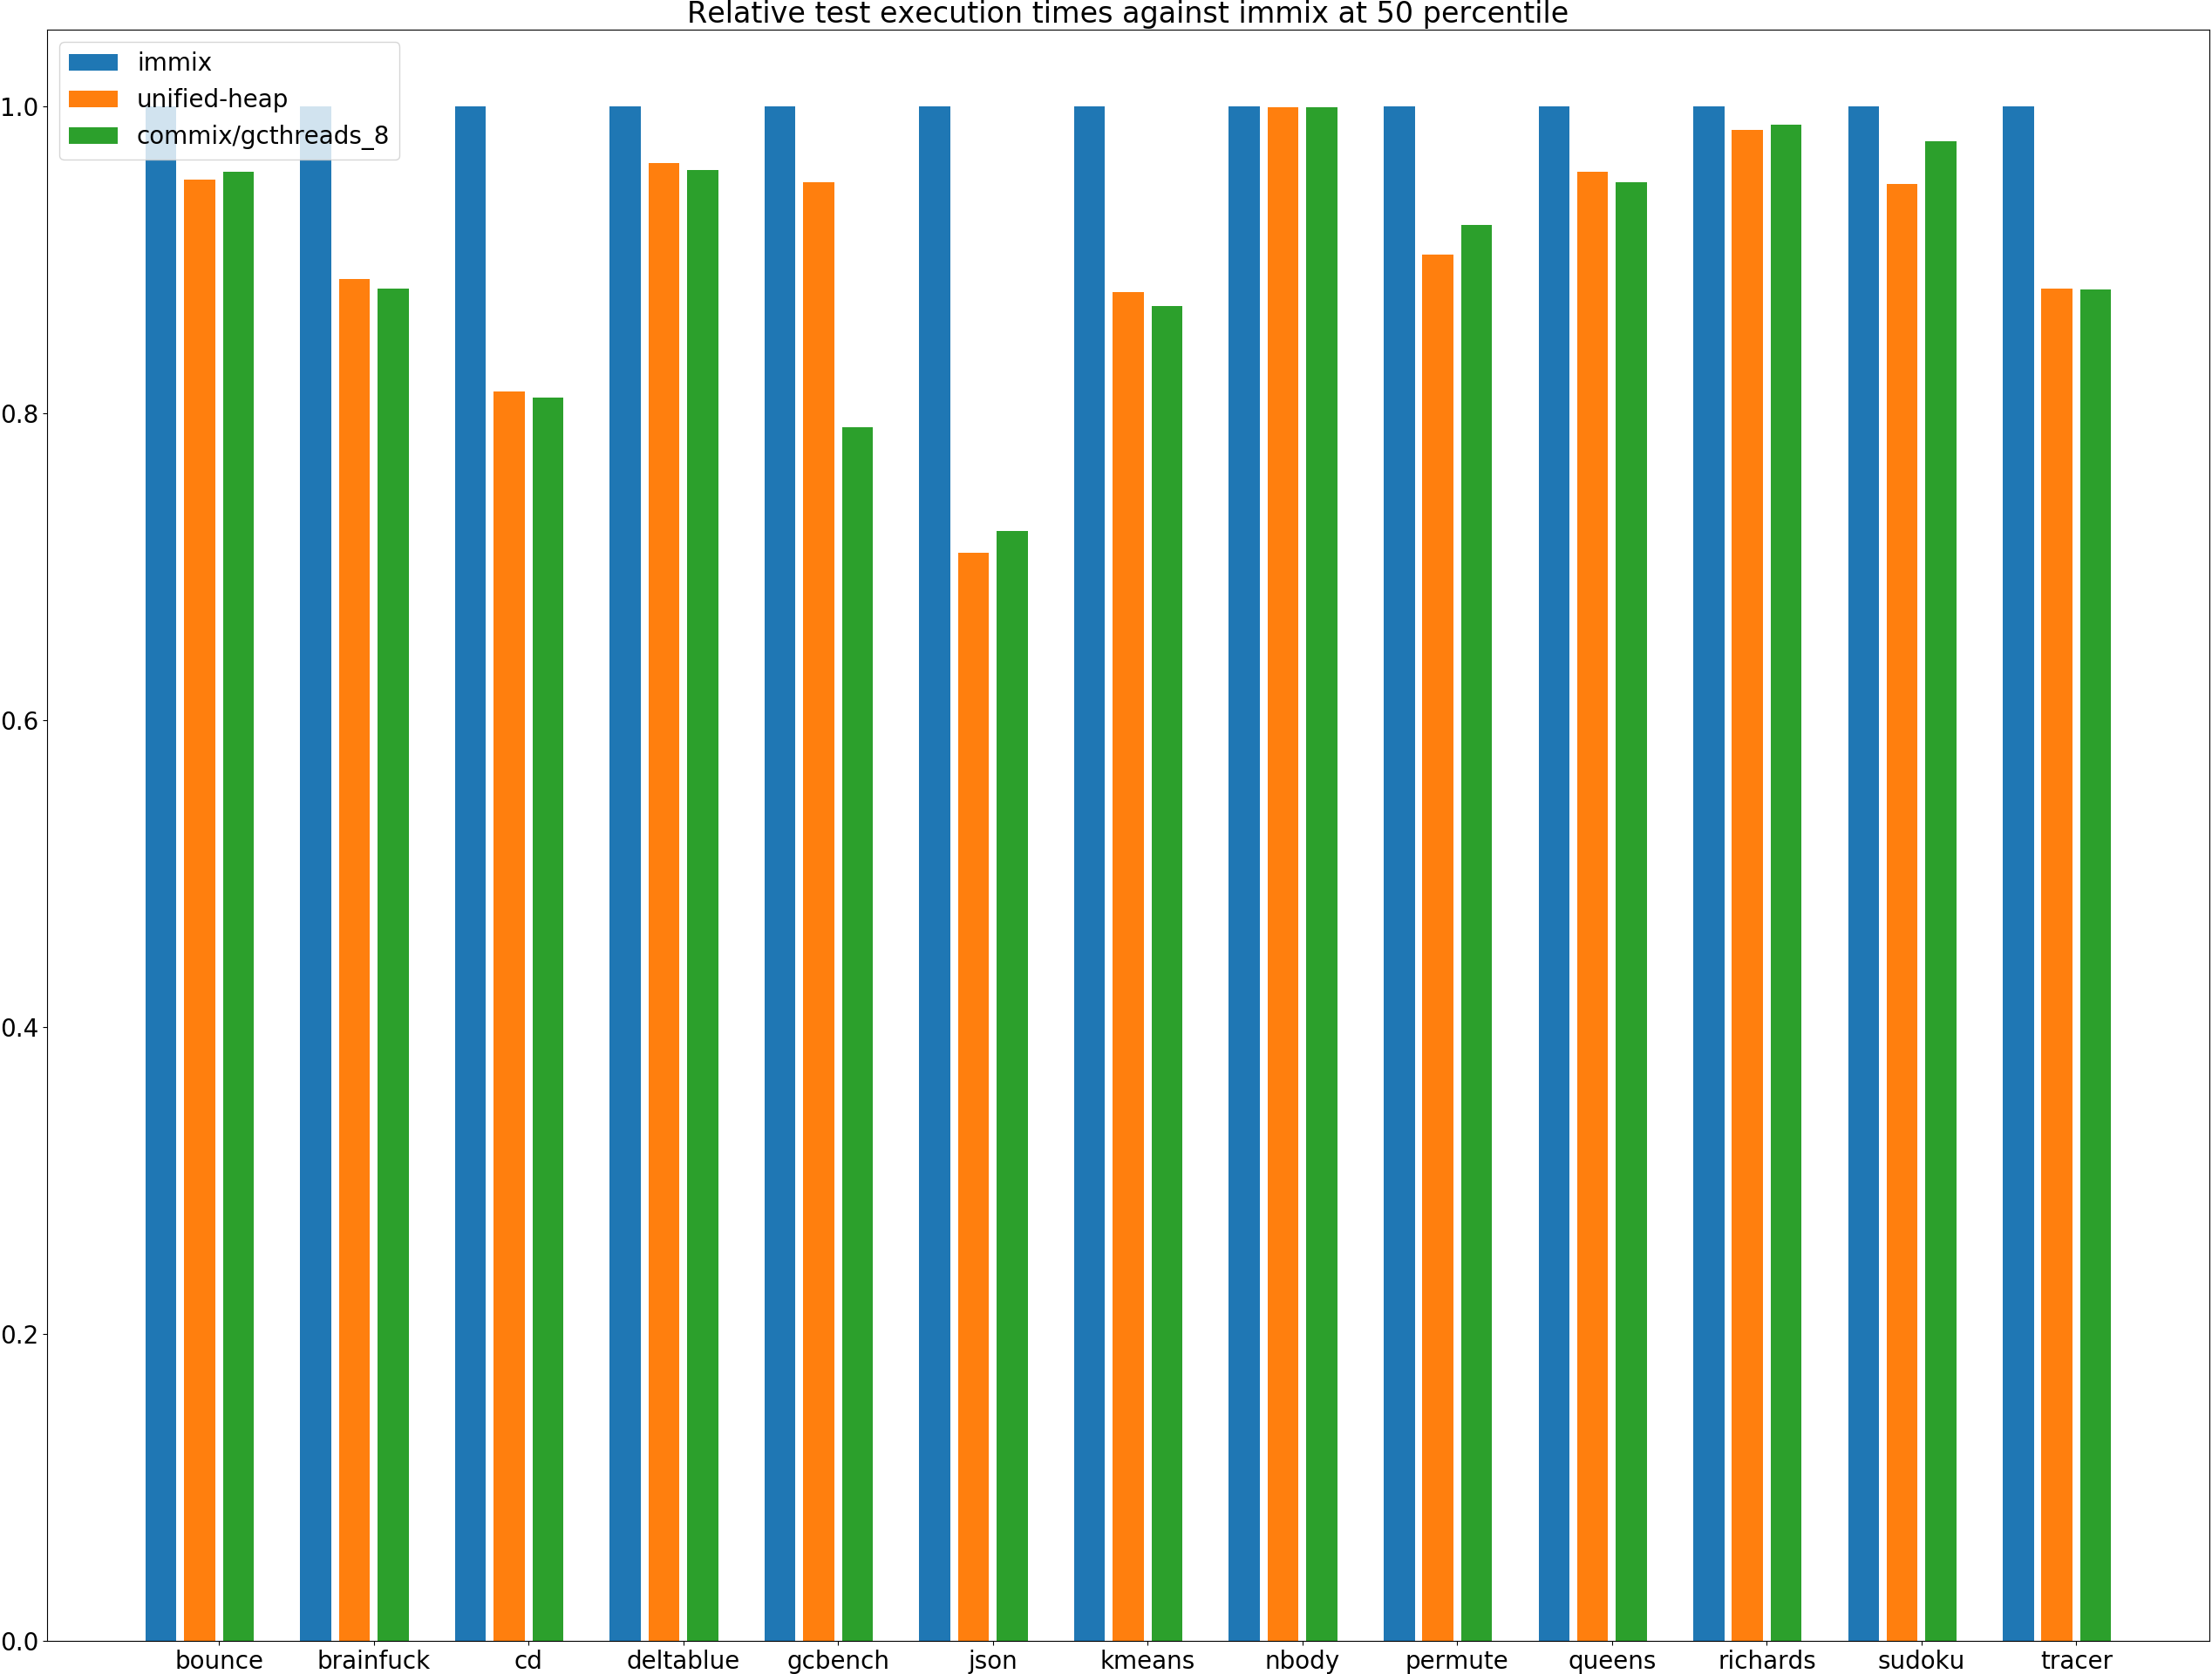 Relative test execution times against immix at 50 percentile
immix
unified-heap
commix/gcthreads_8
1.0
0.8
0.6
0.4
0.2
0.0
bounce brainfuck cd deltablue gcbench json kmeans nbody permute queens richards sudoku tracer